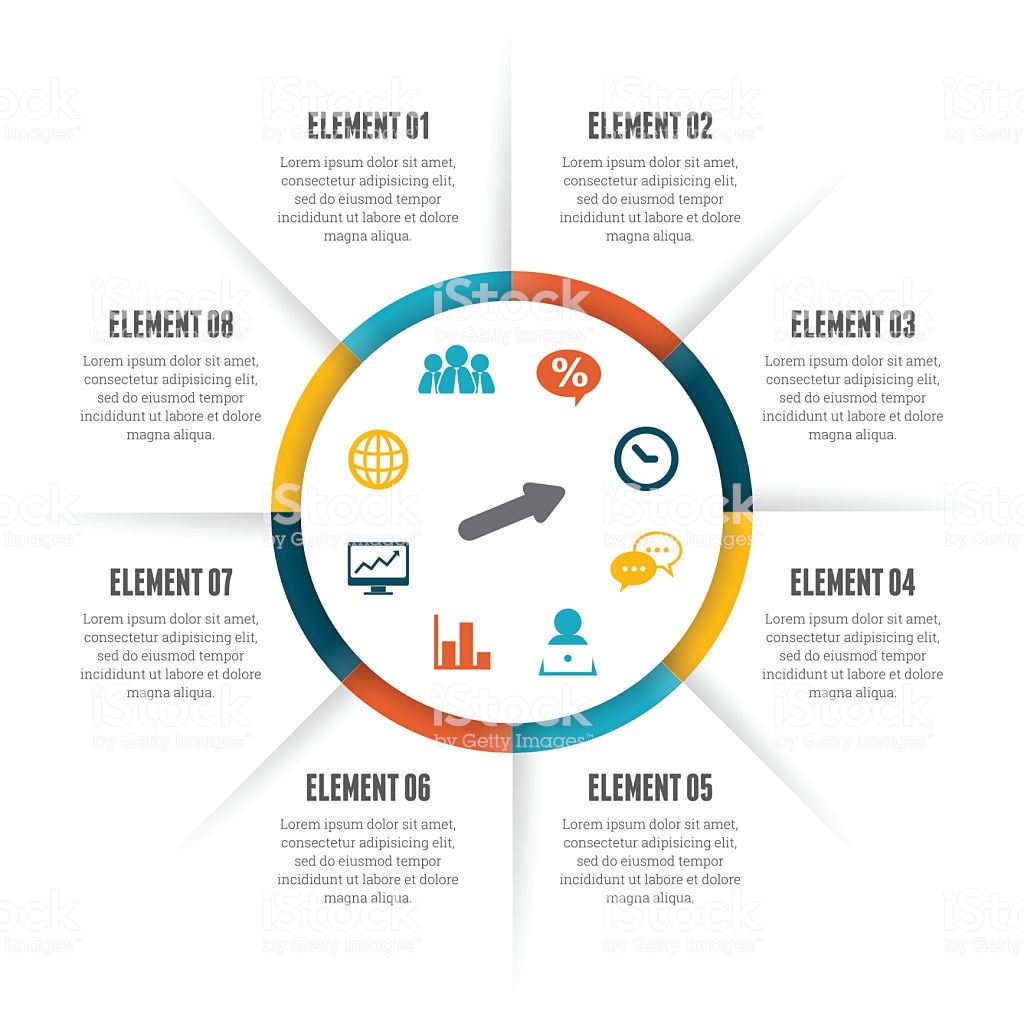 ELEMENT 01
Lorem ipsum dolor sit amet,
consectetur adipisicing elit,
sed do eiusmod tempor
incididunt ut labore et dolore
magna aliqua.
ELEMENT 02
Lorem ipsum dolor sit amet,
consectetur adipisicing elit,
sed do eiusmod tempor
incididunt ut labore et dolore
magna aliqua.
ELEMENT 03
Lorem ipsum dolor sit amet,
consectetur adipisicing elit,
sed do eiusmod tempor
incididunt ut labore et dolore
magna aliqua.
ELEMENT 04
Lorem ipsum dolor sit amet,
consectetur adipisicing elit,
sed do eiusmod tempor
incididunt ut labore et dolore
magna aliqua.
ELEMENT 05
Lorem ipsum dolor sit amet,
consectetur adipisicing elit,
sed do eiusmod tempor
incididunt ut labore et dolore
magna aliqua.
ELEMENT 06
Lorem ipsum dolor sit amet,
consectetur adipisicing elit,
sed do eiusmod tempor
incididunt ut labore et dolore
magna aliqua.
ELEMENT 07
Lorem ipsum dolor sit amet,
consectetur adipisicing elit,
sed do eiusmod tempor
incididunt ut labore et dolore
magna aliqua.
ELEMENT 08
Lorem ipsum dolor sit amet,
consectetur adipisicing elit,
sed do eiusmod tempor
incididunt ut labore et dolore
magna aliqua.
%
iStock
by Getty Images™